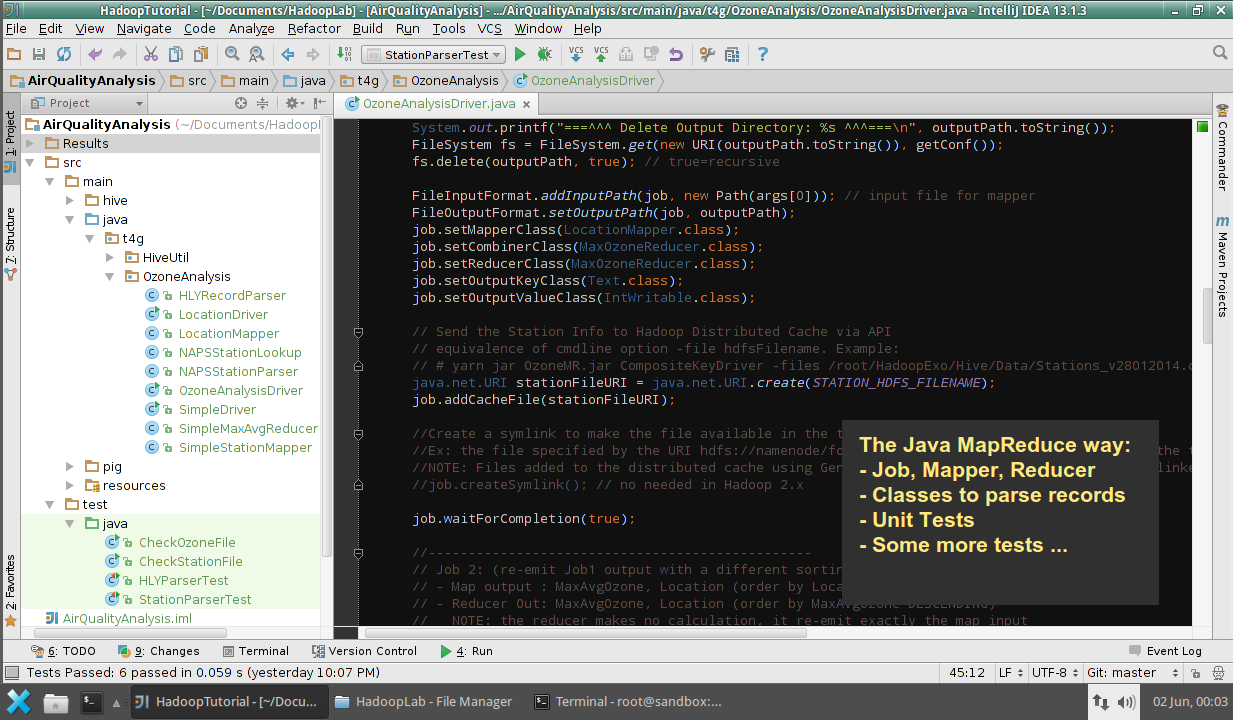 HadoopTutorial - [~/Documents/HadoopLab] - [AirQualityAnalysis] - .../AirQualityAnalysis/src/main/java/t4g/OzoneAnalysis/OzoneAnalysisDriver.java - IntelliJ IDEA 13.1.3
File Edit View Navigate Code Analyze Refactor Build Run Tools VCS Window Help
StationParserTest VCS VCS ?
AirQualityAnalysis src main java t4g OzoneAnalysis OzoneAnalysisDriver
Project
OzoneAnalysisDriver.java
1: Project
7: Structure
2: Favorites
AirQualityAnalysis (~/Documents/HadoopL
Results
src
main
hive
java
t4g
HiveUtil
OzoneAnalysis
HLYRecordParser
LocationDriver
LocationMapper
NAPSStationLookup
NAPSStationParser
OzoneAnalysisDriver
SimpleDriver
SimpleMaxAvgReducer
SimpleStationMapper
pig
resources
test
java
CheckOzoneFile
CheckStationFile
HLYParserTest
StationParserTest
AirQualityAnalysis.iml
System.out.printf("===^^^ Delete Output Directory: %s ^^^===\n", outputPath.toString());
FileSystem fs = FileSystem.get(new URI(outputPath.toString()), getConf());
fs.delete(outputPath, true); // true=recursive
FileInputFormat.addInputPath(job, new Path(args[0])); // input file for mapper
FileOutputFormat.setOutputPath(job, outputPath);
job.setMapperClass(LocationMapper.class);
job.setCombinerClass(MaxOzoneReducer.class);
job.setReducerClass(MaxOzoneReducer.class);
job.setOutputKeyClass(Text.class);
job.setOutputValueClass(IntWritable.class);
// Send the Station Info to Hadoop Distributed Cache via API
// equivalence of cmdline option -file hdfsFilename. Example:
// # yarn jar OzoneMR.jar CompositeKeyDriver -files /root/HadoopExo/Hive/Data/Stations_v28012014.c
java.net.URI stationFileURI = java.net.URI.create(STATION_HDFS_FILENAME);
job.addCacheFile(stationFileURI);
//Create a symlink to make the file available in the t
//Ex: the file specified by the URI hdfs://namenode/fo the t
//NOTE: Files added to the distributed cache using Gen linke
//job.createSymlink(); // no needed in Hadoop 2.x
job.waitForCompletion(true);
//----------------------------------------------------
// Job 2: (re-emit Job1 output with a different sortin
// - Map output : MaxAvgOzone, Location (order by Loca
// - Reducer Out: MaxAvgOzone, Location (order by MaxAvgOzone DESCENDING)
// NOTE: the reducer makes no calculation, it re-emit exactly the map input
The Java MapReduce way:
- Job, Mapper, Reducer
- Classes to parse records
- Unit Tests
- Some more tests ...
Commander
m Maven Projects
6: TODO 9: Changes Terminal Version Control 4: Run Event Log
Tests Passed: 6 passed in 0.059 s (yesterday 10:07 PM) 45:12 LF UTF-8 Git: master
HadoopTutorial - [~/Docu... HadoopLab - File Manager Terminal - root@sandbox:... 02 Jun, 00:03